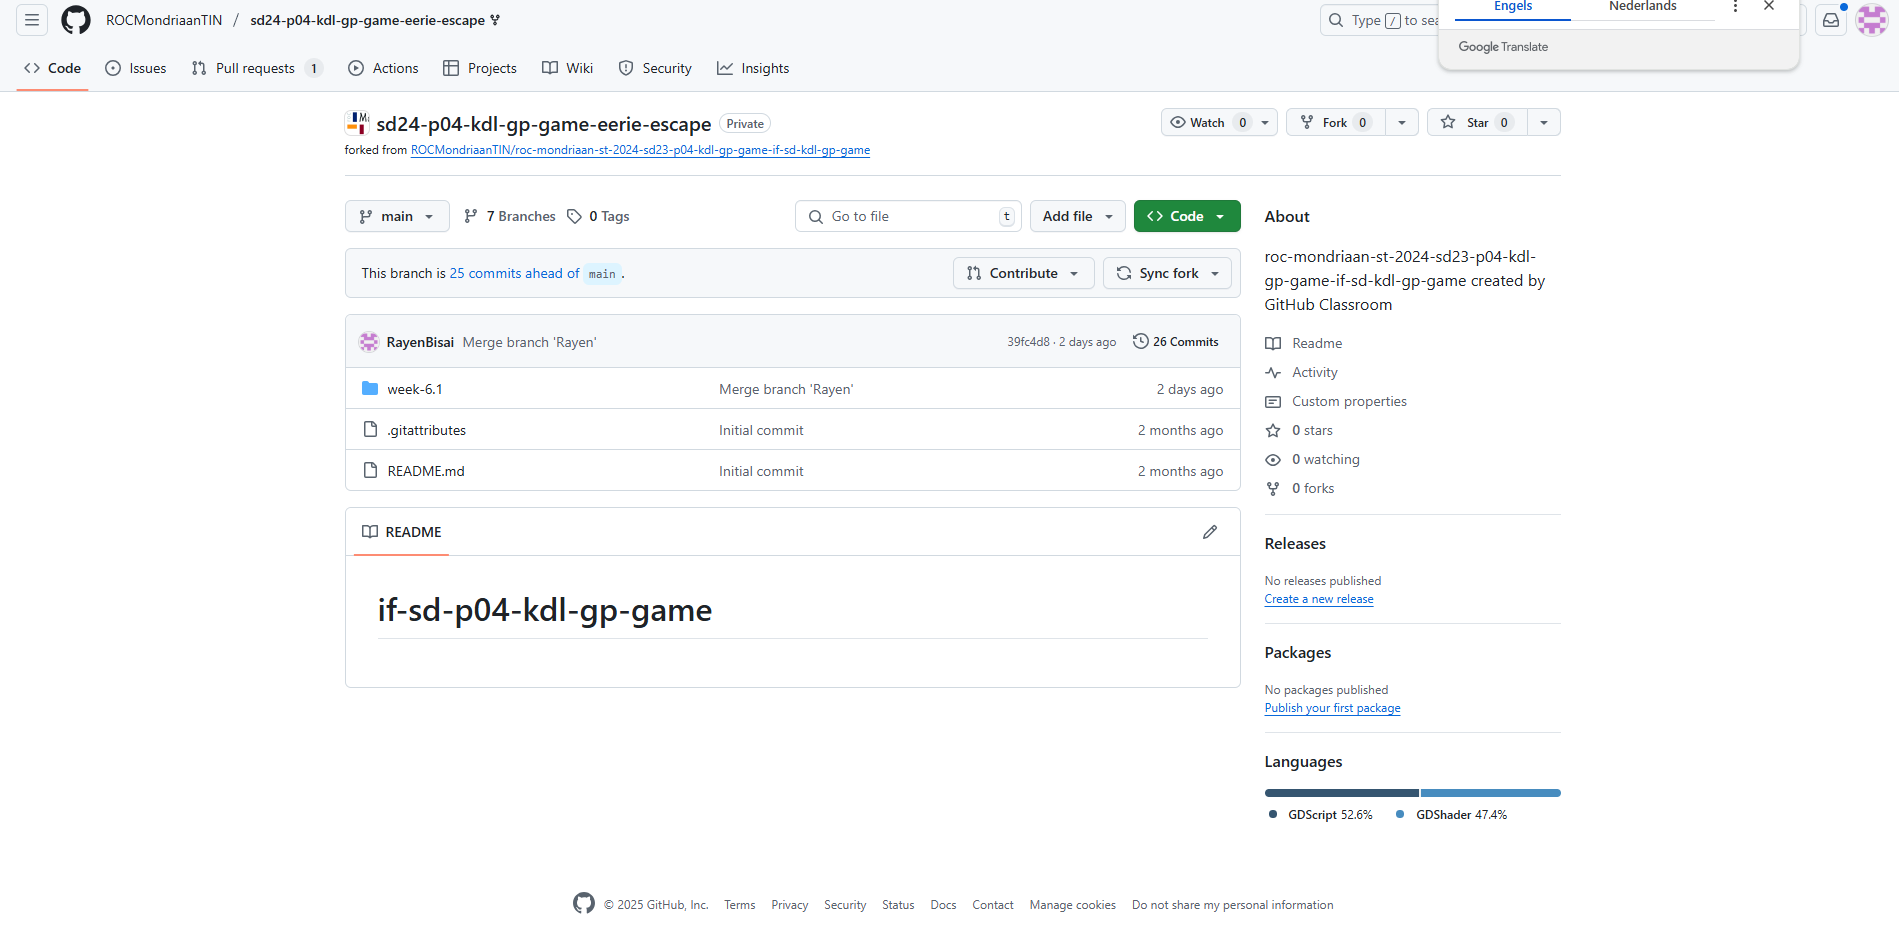 ROCMondriaanTIN / sd24-p04-kdl-gp-game-eerie-escape
Type / to sea
Engels Nederlands
Google Translate
Code Issues Pull requests 1 Actions Projects Wiki Security Insights
sd24-p04-kdl-gp-game-eerie-escape Private
Watch 0 Fork 0 Star 0
forked from ROCMondriaanTIN/roc-mondriaan-st-2024-sd23-p04-kdl-gp-game-if-sd-kdl-gp-game
main 7 Branches 0 Tags Go to file t Add file Code
This branch is 25 commits ahead of main .
Contribute Sync fork
RayenBisai Merge branch 'Rayen' 39fc4d8 · 2 days ago 26 Commits
week-6.1 Merge branch 'Rayen' 2 days ago
.gitattributes Initial commit 2 months ago
README.md Initial commit 2 months ago
README
if-sd-p04-kdl-gp-game
About
roc-mondriaan-st-2024-sd23-p04-kdl-
gp-game-if-sd-kdl-gp-game created by
GitHub Classroom
Readme
Activity
Custom properties
0 stars
0 watching
0 forks
Releases
No releases published
Create a new release
Packages
No packages published
Publish your first package
Languages
GDScript 52.6% GDShader 47.4%
© 2025 GitHub, Inc. Terms Privacy Security Status Docs Contact Manage cookies Do not share my personal information